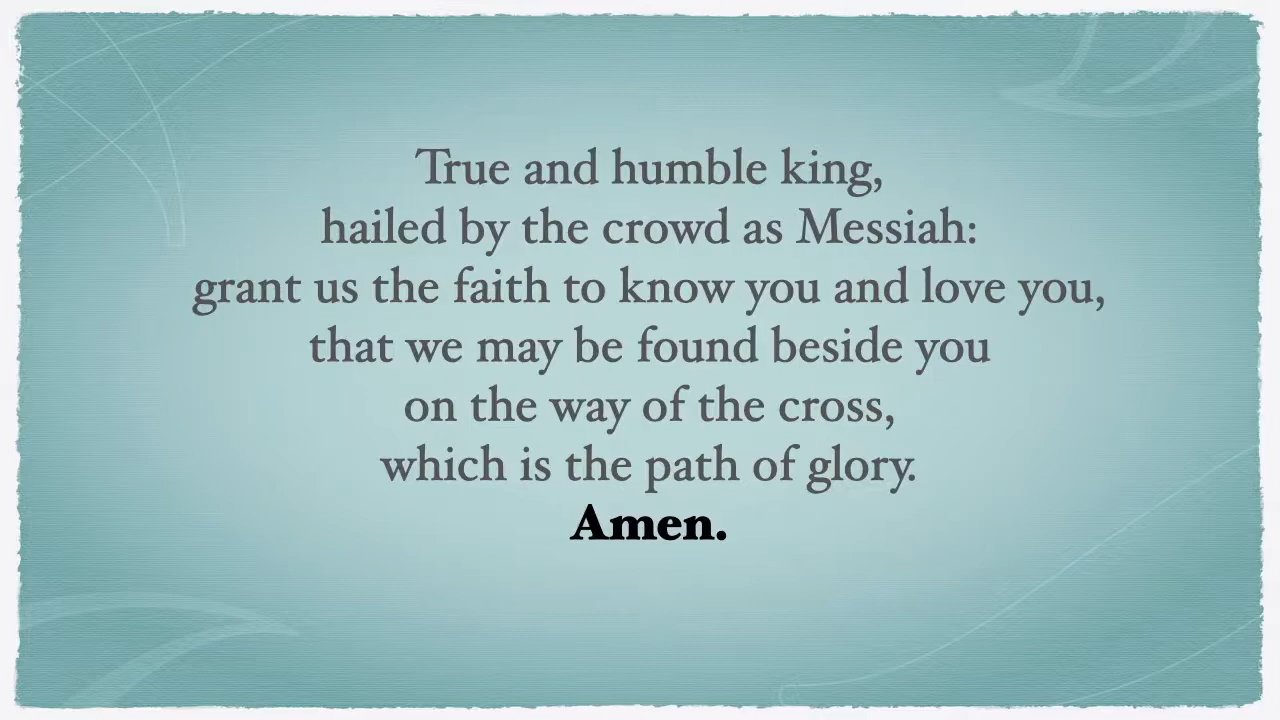 True and humble king,
hailed by the crowd as Messiah:
grant us the faith to know you and love you,
that we may be found beside you
on the way of the cross,
which is the path of glory.
Amen.